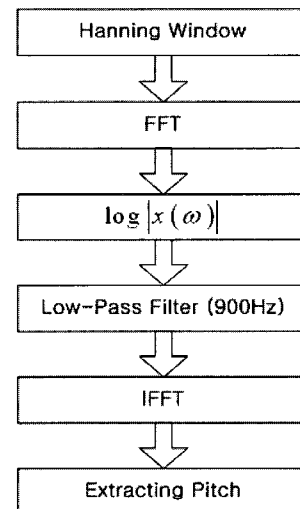 Hanning Window
FFT
log |x(ω)|
Low-Pass Filter (900Hz)
IFFT
Extracting Pitch